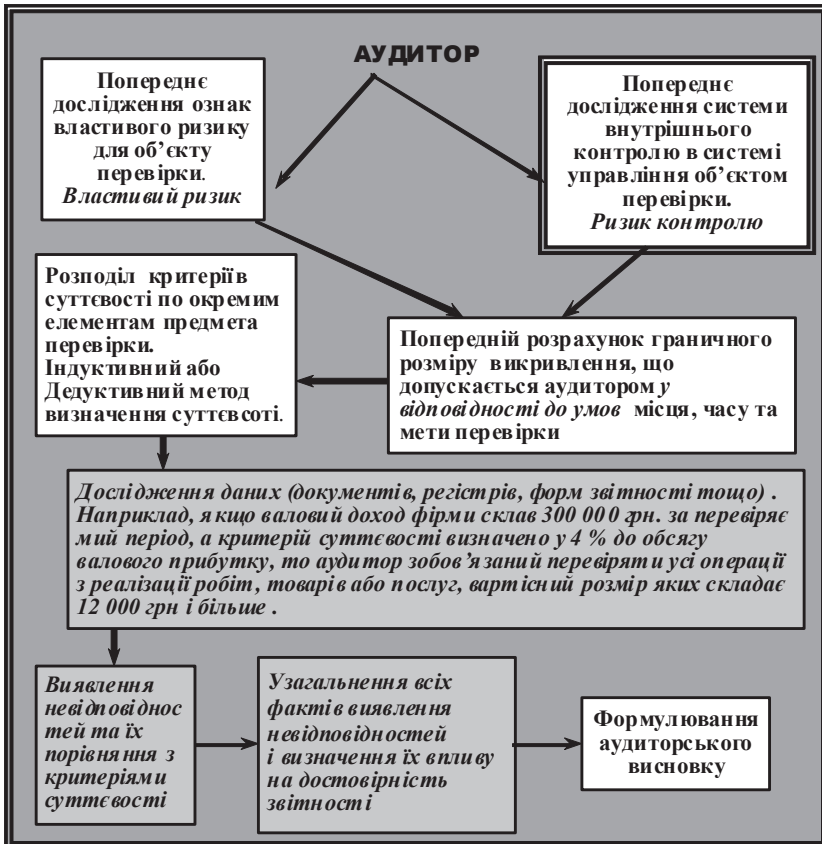 АУДИТОР
Попереднє
дослідження ознак
властивого ризику
для об’єкту
перевірки.
Властивий ризик
Попереднє
дослідження системи
внутрішнього
контролю в системі
управління об’єктом
перевірки.
Ризик контролю
Розподіл критеріїв
суттєвості по окремим
елементам предмета
перевірки.
Індуктивний або
Дедуктивний метод
визначення суттєвсоті.
Попередній розрахунок граничного
розміру викривлення, що
допускається аудитором у
відповідності до умов місця, часу та
мети перевірки
Дослідження даних (документів, регістрів, форм звітності тощо) .
Наприклад, якщо валовий доход фірми склав 300 000 грн. за перевіряє
мий період, а критерій суттєвості визначено у 4 % до обсягу
валового прибутку, то аудитор зобов’язаний перевіряти усі операції
з реалізації робіт, товарів або послуг, вартісний розмір яких складає
12 000 грн і більше .
Виявлення
невідповіднос
тей та їх
порівняння з
критеріями
суттєвості
Узагальнення всіх
фактів виявлення
невідповідностей
і визначення їх впливу
на достовірність
звітності
Формулювання
аудиторського
висновку